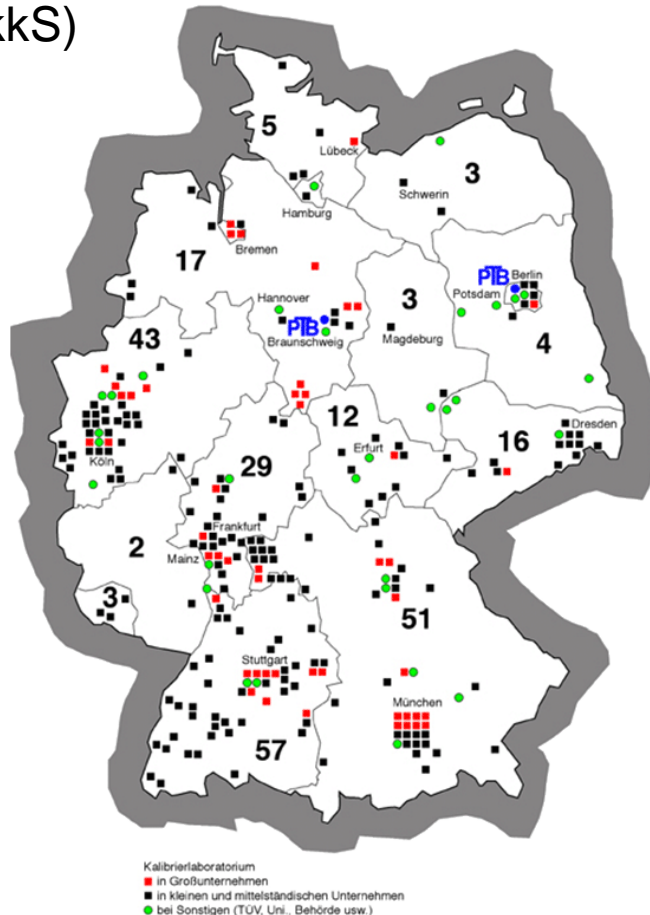 kkS)
5
Lübeck
3
Schwerin
Hamburg
Bremen
17
Hannover
PTB
Braunschweig
3
Magdeburg
PTB
Berlin
Potsdam
4
43
Köln
12
Erfurt
16
Dresden
29
Frankfurt
Mainz
2
3
51
Stuttgart
München
57
Kalibrierlaboratorium
in Großunternehmen
in kleinen und mittelständischen Unternehmen
bei Sonstigen (TÜV, Uni., Behörde usw.)